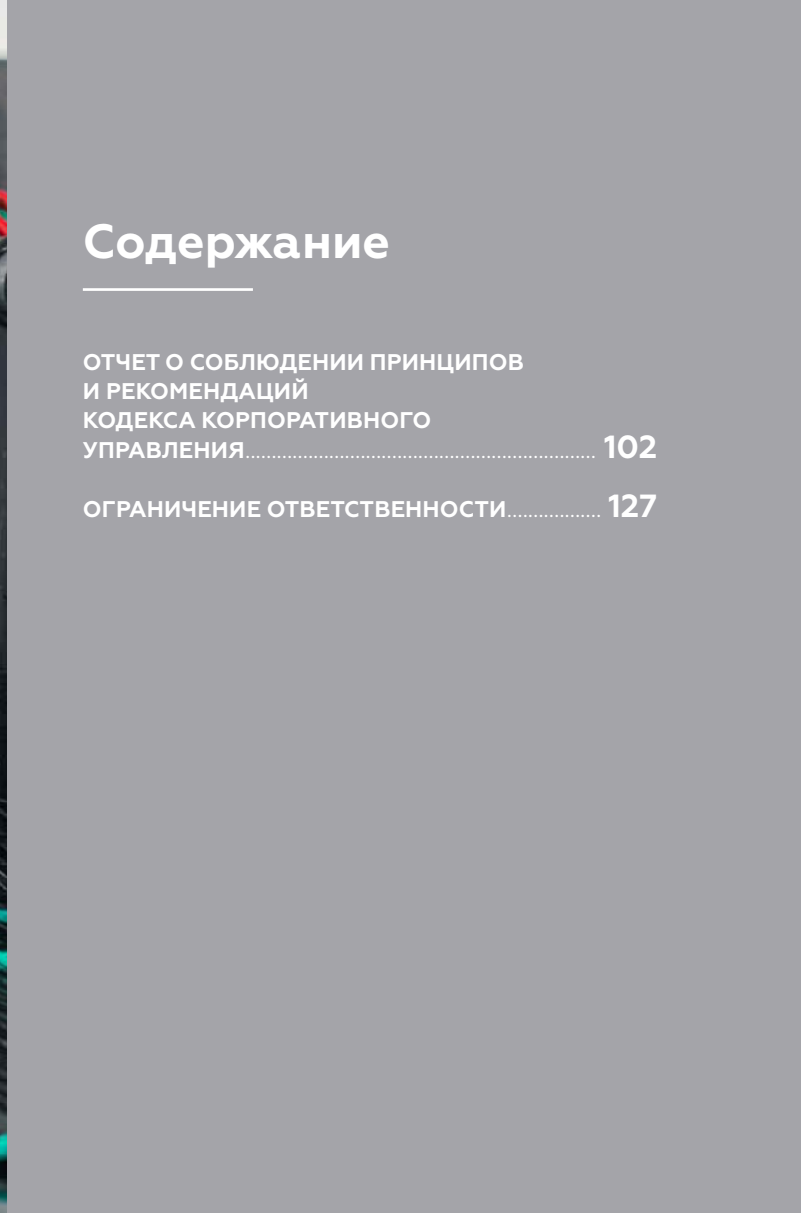 Содержание
ОТЧЕТ О СОБЛЮДЕНИИ ПРИНЦИПОВ
И РЕКОМЕНДАЦИЙ
КОДЕКСА КОРПОРАТИВНОГО
УПРАВЛЕНИЯ................................................................... 102
ОГРАНИЧЕНИЕ ОТВЕТСТВЕННОСТИ.................. 127